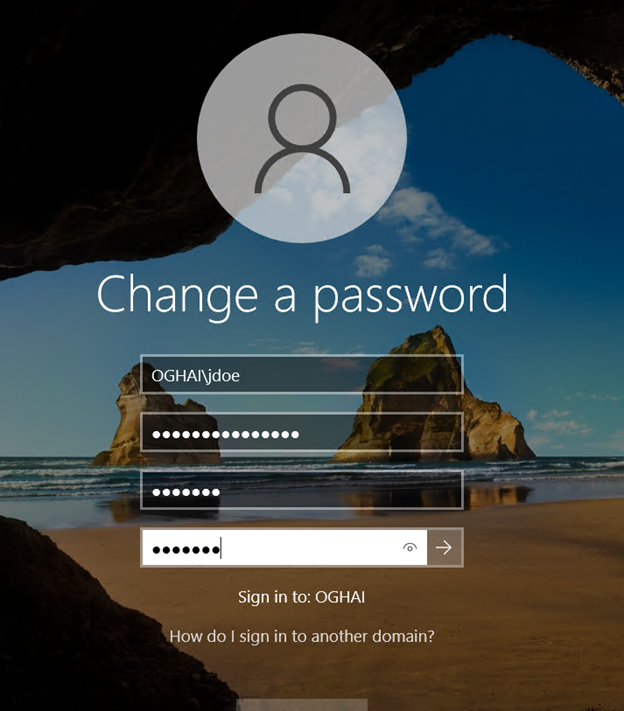 Change a password
OGHAI\jdoe
●●●●●●●●●●●●●●●
●●●●●●●
●●●●●●●
Sign in to: OGHAI
How do I sign in to another domain?